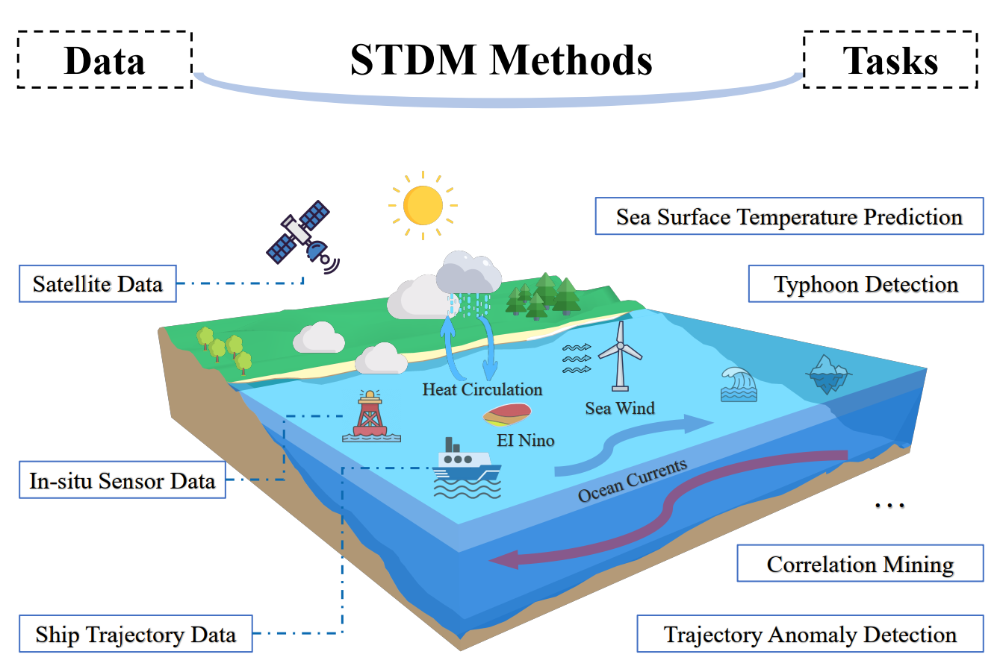 Data
STDM Methods
Tasks
Sea Surface Temperature Prediction
Satellite Data
Typhoon Detection
Heat Circulation
Sea Wind
EI Nino
In-situ Sensor Data
Ocean Currents
...
Correlation Mining
Ship Trajectory Data
Trajectory Anomaly Detection